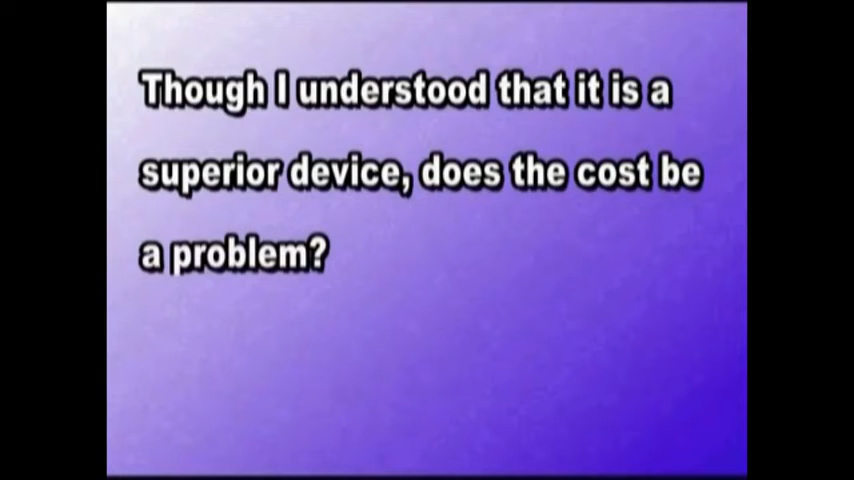 Though I understood that it is a
superior device, does the cost be
a problem?